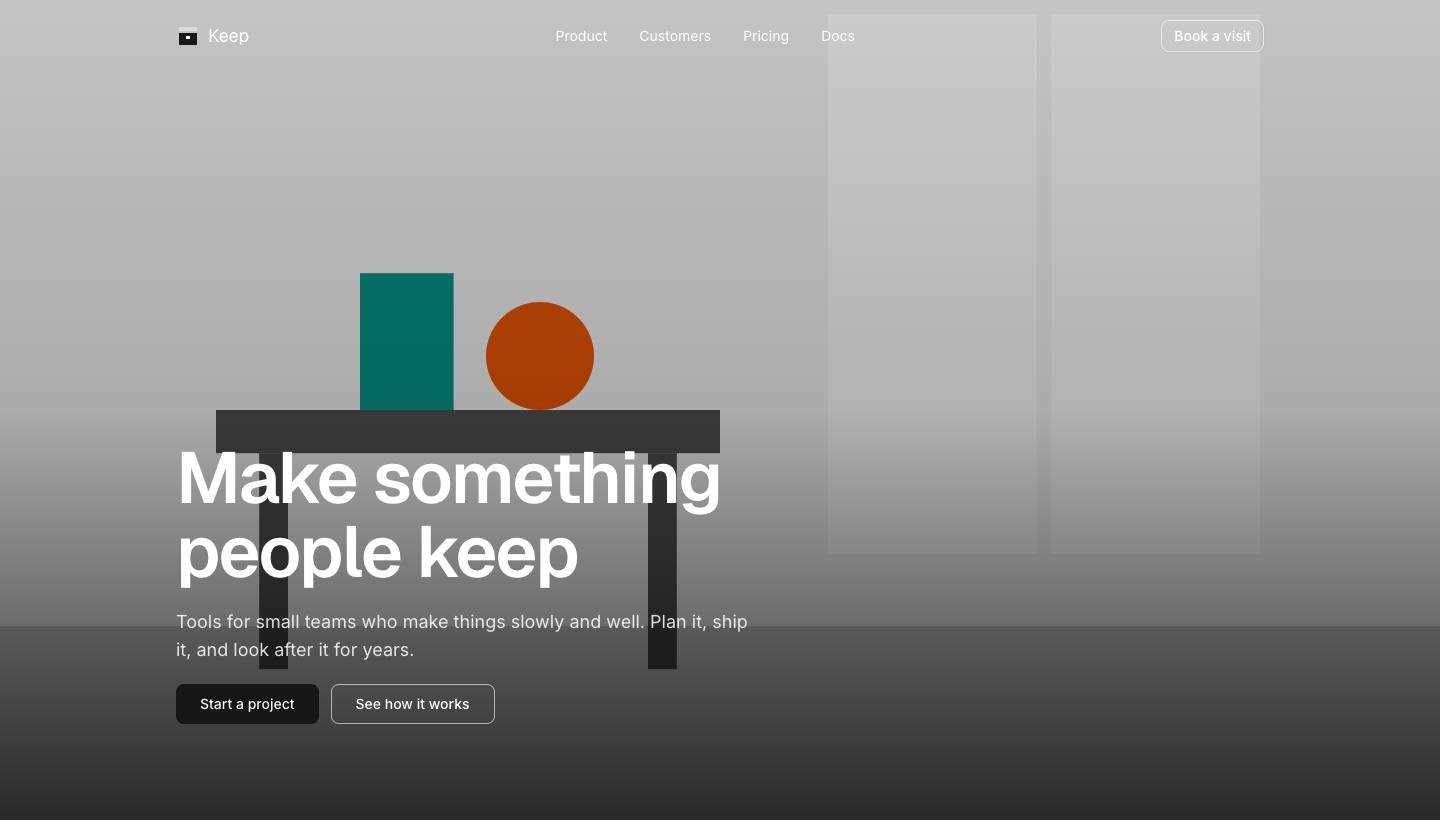 Keep
Product
Customers
Pricing
Docs
Book a visit
Make something
people keep
Tools for small teams who make things slowly and well. Plan it, ship
it, and look after it for years.
Start a project
See how it works